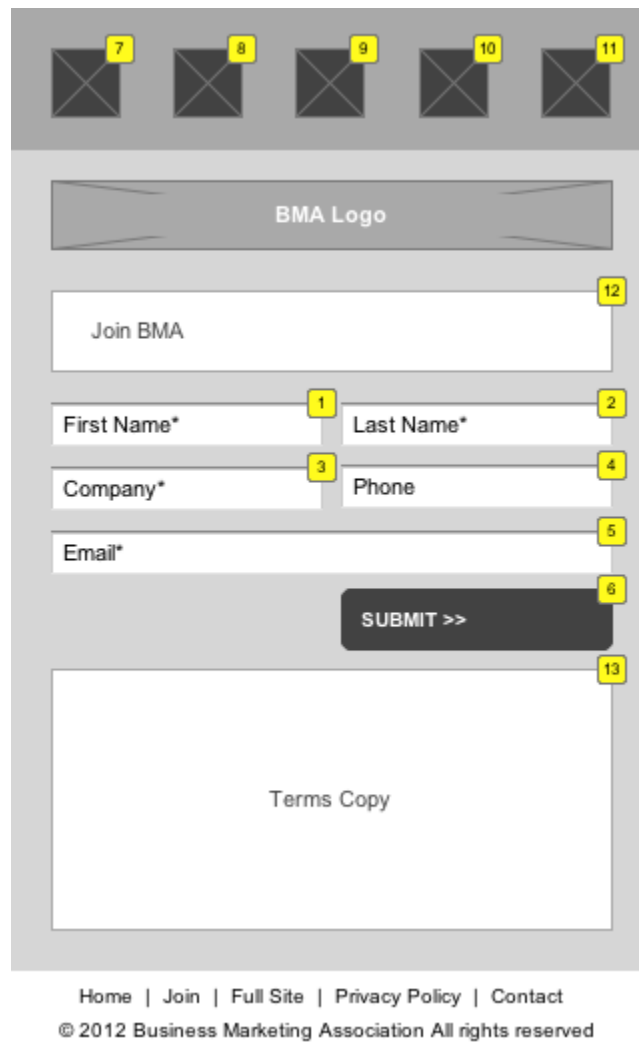 7 8 9 10 11
BMA Logo
12
Join BMA
1 2
First Name* Last Name*
3 4
Company* Phone
5
Email*
6
SUBMIT >>
13
Terms Copy
Home | Join | Full Site | Privacy Policy | Contact
© 2012 Business Marketing Association All rights reserved